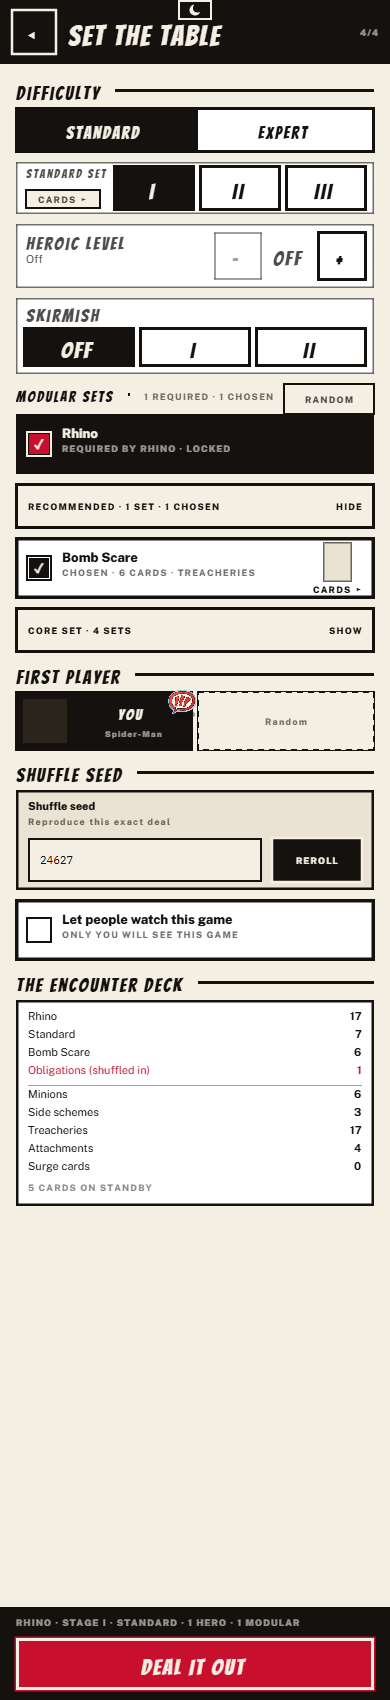 SET THE TABLE
4/4
DIFFICULTY
STANDARD
EXPERT
STANDARD SET
CARDS
I
II
III
HEROIC LEVEL
Off
-
OFF
+
SKIRMISH
OFF
I
II
MODULAR SETS · 1 REQUIRED · 1 CHOSEN
RANDOM
Rhino
REQUIRED BY RHINO · LOCKED
RECOMMENDED · 1 SET · 1 CHOSEN
HIDE
Bomb Scare
CHOSEN · 6 CARDS · TREACHERIES
CARDS
CORE SET · 4 SETS
SHOW
FIRST PLAYER
YOU
Spider-Man
Random
SHUFFLE SEED
Shuffle seed
Reproduce this exact deal
24627
REROLL
Let people watch this game
ONLY YOU WILL SEE THIS GAME
THE ENCOUNTER DECK
Rhino 17
Standard 7
Bomb Scare 6
Obligations (shuffled in) 1
Minions 6
Side schemes 3
Treacheries 17
Attachments 4
Surge cards 0
5 CARDS ON STANDBY
RHINO · STAGE I · STANDARD · 1 HERO · 1 MODULAR
DEAL IT OUT